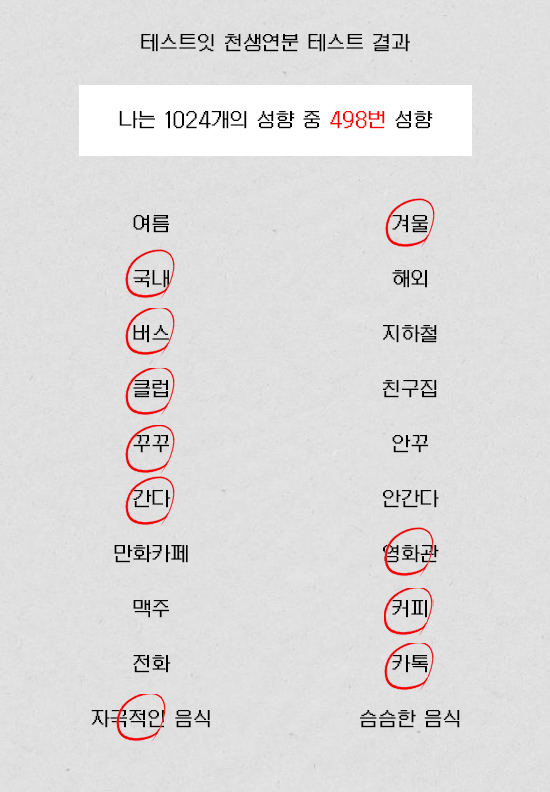 테스트잇 천생연분 테스트 결과
나는 1024개의 성향 중 498번 성향
여름 겨울
국내 해외
버스 지하철
클럽 친구집
꾸꾸 안꾸
간다 안간다
만화카페 영화관
맥주 커피
전화 카톡
자극적인 음식 슴슴한 음식